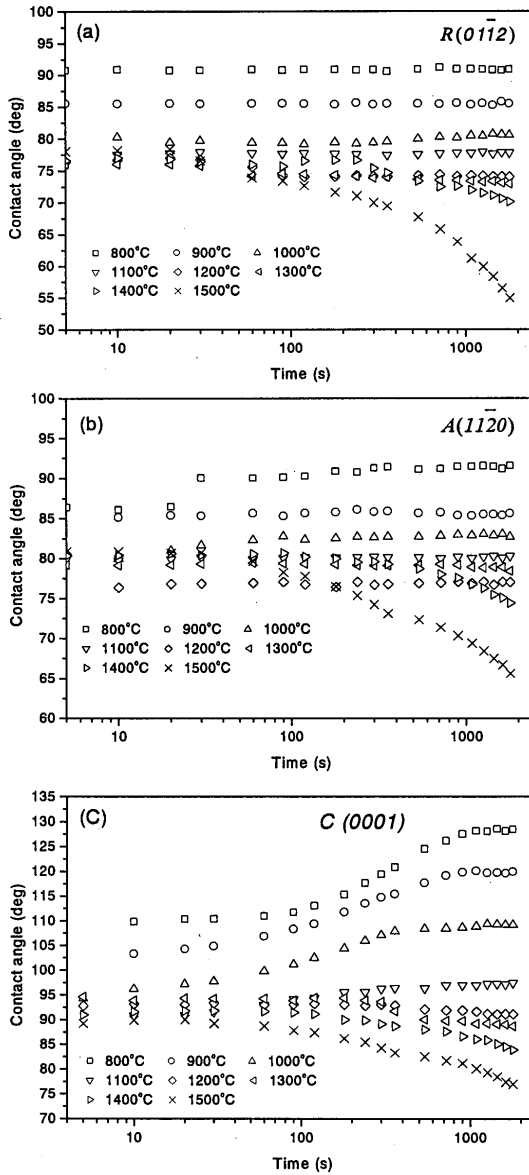 (a)
R(01Ī2)
100
95
90
85
80
75
70
65
60
55
50
Contact angle (deg)
800°C 900°C 1000°C
1100°C 1200°C 1300°C
1400°C 1500°C
10 100 1000
Time (s)
(b)
A(112̄0)
100
95
90
85
80
75
70
65
60
Contact angle (deg)
800°C 900°C 1000°C
1100°C 1200°C 1300°C
1400°C 1500°C
10 100 1000
Time (s)
(C)
C (0001)
135
130
125
120
115
110
105
100
95
90
85
80
75
70
Contact angle (deg)
800°C 900°C 1000°C
1100°C 1200°C 1300°C
1400°C 1500°C
10 100 1000
Time (s)